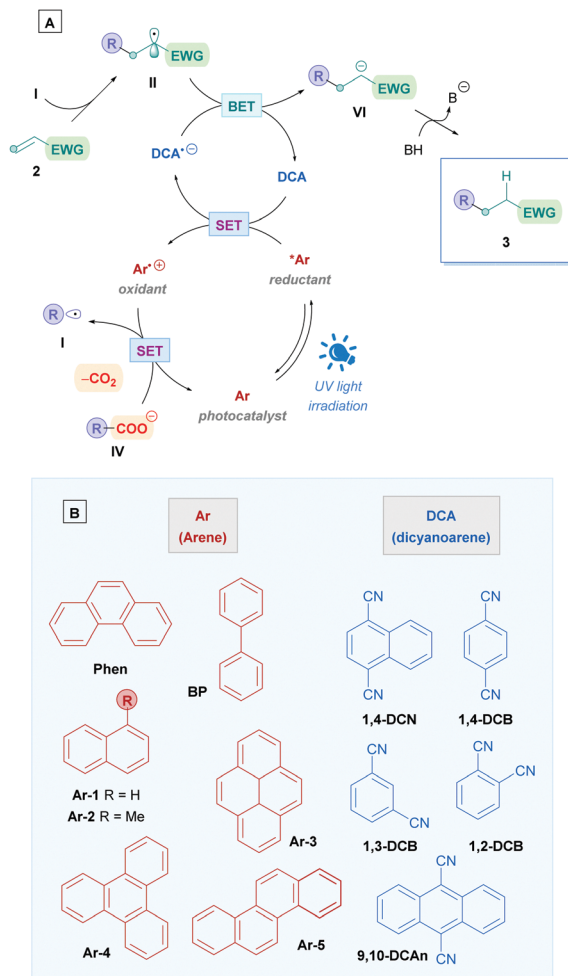 A
R
EWG
II
I
EWG
2
BET
R
⊖
EWG
VI
B⊖
BH
DCA•⊖
DCA
H
R
EWG
3
SET
Ar•⊕
oxidant
*Ar
reductant
R
I
SET
–CO2
Ar
photocatalyst
UV light
irradiation
R
COO⊖
IV
B
Ar
(Arene)
DCA
(dicyanoarene)
Phen
BP
CN
CN
1,4-DCN
CN
CN
1,4-DCB
R
Ar-1 R = H
Ar-2 R = Me
Ar-3
CN
CN
1,3-DCB
CN
CN
1,2-DCB
Ar-4
Ar-5
CN
CN
9,10-DCAn